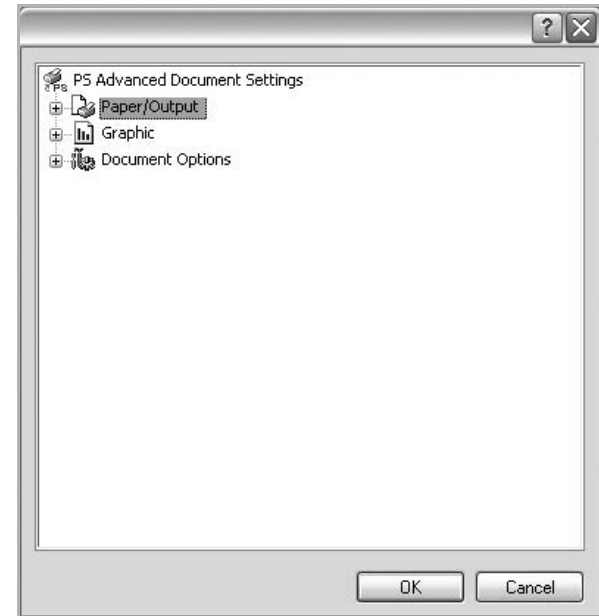 PS Advanced Document Settings
Paper/Output
Graphic
Document Options
OK Cancel